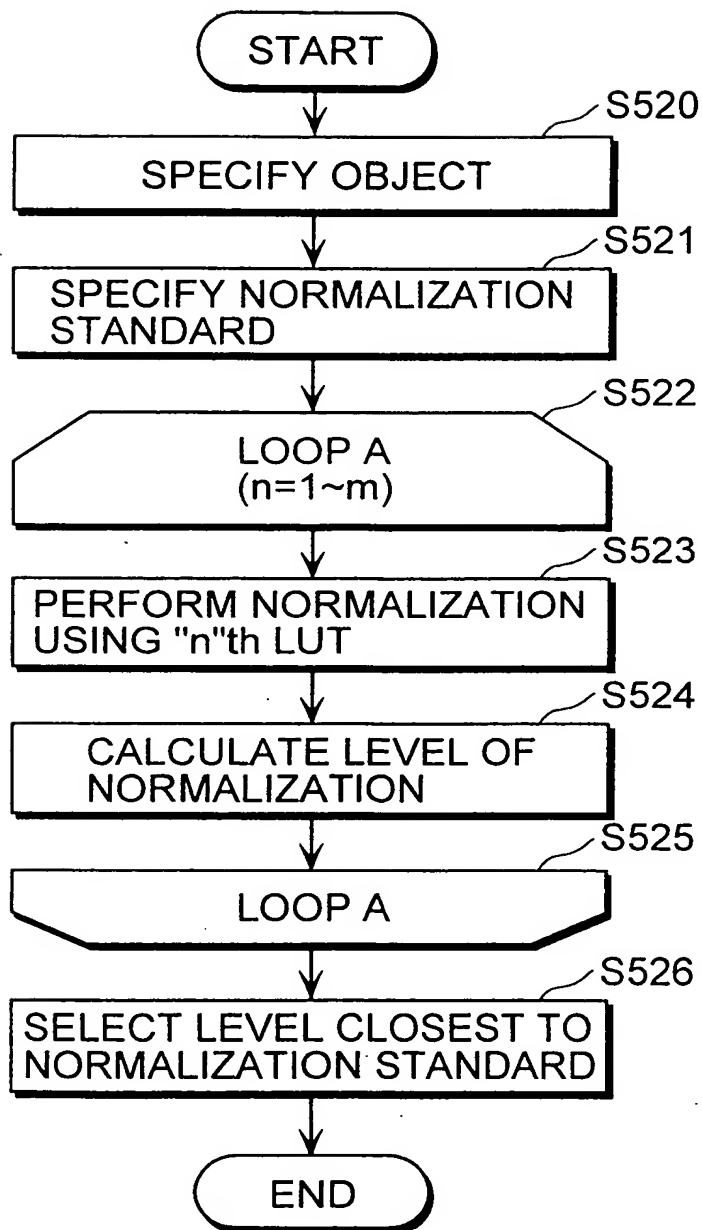 START
S520
SPECIFY OBJECT
S521
SPECIFY NORMALIZATION
STANDARD
S522
LOOP A
(n=1~m)
S523
PERFORM NORMALIZATION
USING "n"th LUT
S524
CALCULATE LEVEL OF
NORMALIZATION
S525
LOOP A
S526
SELECT LEVEL CLOSEST TO
NORMALIZATION STANDARD
END